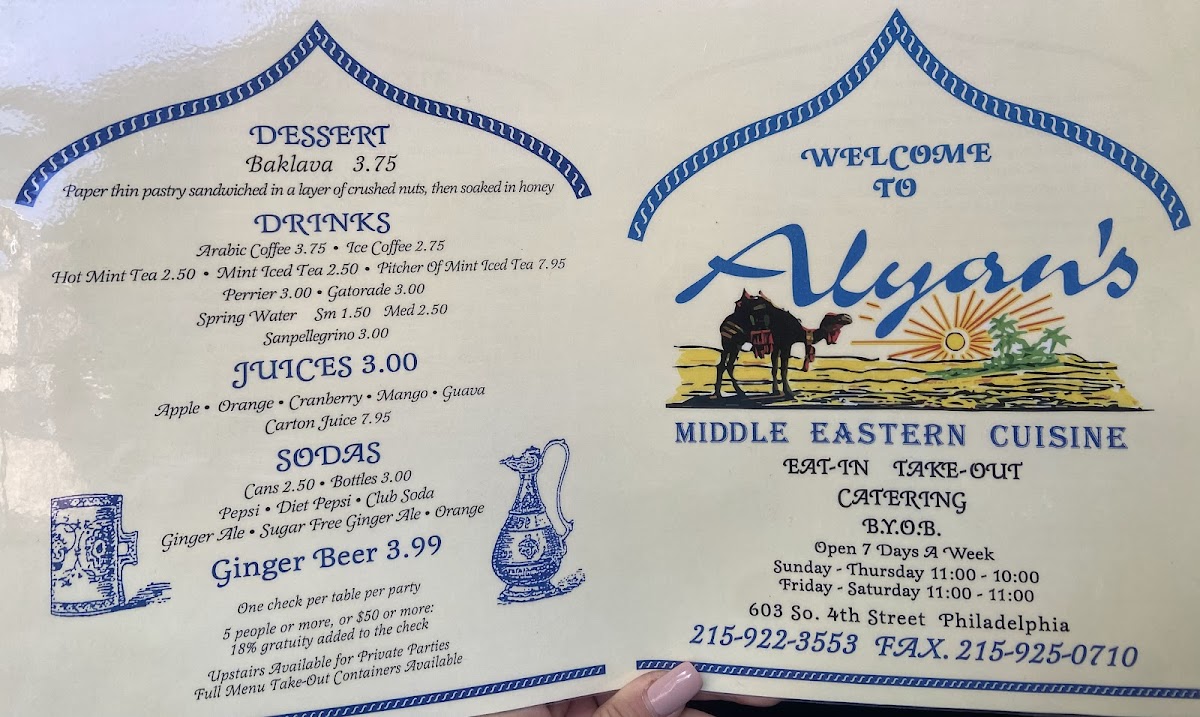 DESSERT
Baklava 3.75
Paper thin pastry sandwiched in a layer of crushed nuts, then soaked in honey
DRINKS
Arabic Coffee 3.75 • Ice Coffee 2.75
Hot Mint Tea 2.50 • Mint Iced Tea 2.50 • Pitcher Of Mint Iced Tea 7.95
Perrier 3.00 • Gatorade 3.00
Spring Water Sm 1.50 Med 2.50
Sanpellegrino 3.00
JUICES 3.00
Apple • Orange • Cranberry • Mango • Guava
Carton Juice 7.95
SODAS
Cans 2.50 • Bottles 3.00
Pepsi • Diet Pepsi • Club Soda
Ginger Ale • Sugar Free Ginger Ale • Orange
Ginger Beer 3.99
One check per table per party
5 people or more, or $50 or more:
18% gratuity added to the check
Upstairs Available for Private Parties
Full Menu Take-Out Containers Available
WELCOME
TO
Alyan's
MIDDLE EASTERN CUISINE
EAT-IN TAKE-OUT
CATERING
B.Y.O.B.
Open 7 Days A Week
Sunday - Thursday 11:00 - 10:00
Friday - Saturday 11:00 - 11:00
603 So. 4th Street Philadelphia
215-922-3553 FAX. 215-925-0710